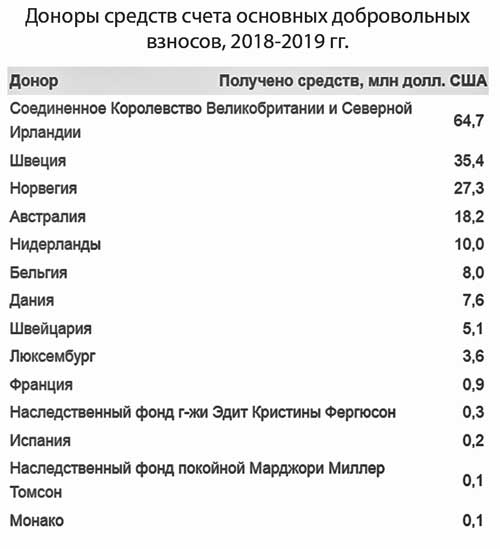 Доноры средств счета основных добровольных
взносов, 2018-2019 гг.
Донор Получено средств, млн долл. США
Соединенное Королевство Великобритании и Северной
Ирландии 64,7
Швеция 35,4
Норвегия 27,3
Австралия 18,2
Нидерланды 10,0
Бельгия 8,0
Дания 7,6
Швейцария 5,1
Люксембург 3,6
Франция 0,9
Наследственный фонд г-жи Эдит Кристины Фергюсон 0,3
Испания 0,2
Наследственный фонд покойной Марджори Миллер
Томсон 0,1
Монако 0,1